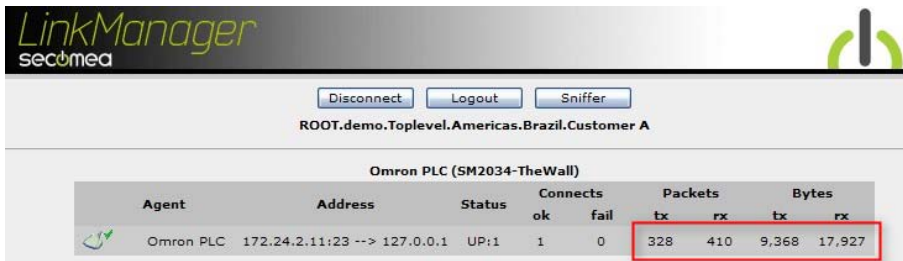 LinkManager
secomea
Disconnect Logout Sniffer
ROOT.demo.Toplevel.Americas.Brazil.Customer A
Omron PLC (SM2034-TheWall)
Agent Address Status Connects Packets Bytes
ok fail tx rx tx rx
Omron PLC 172.24.2.11:23 --> 127.0.0.1 UP:1 1 0 328 410 9,368 17,927